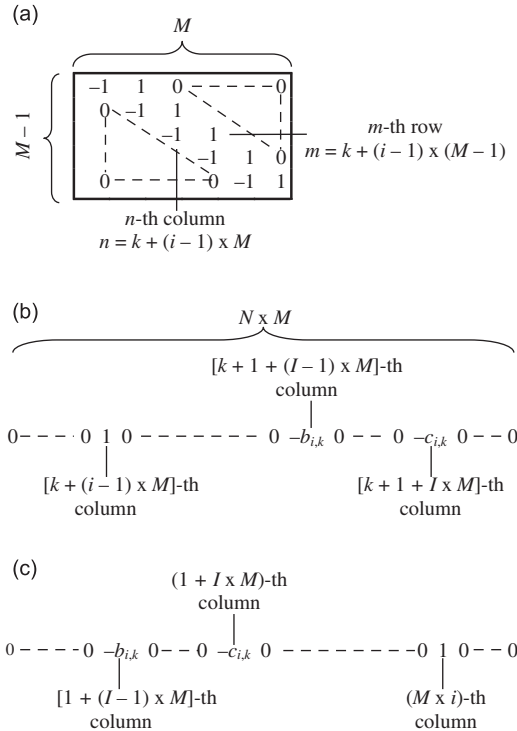 (a)
M
M – 1
–1 1 0 – – – – – 0
0 –1 1
–1 1
–1 1 0
0 – – – – – 0 –1 1
m-th row
m = k + (i – 1) x (M – 1)
n-th column
n = k + (i – 1) x M
(b)
N x M
[k + 1 + (I – 1) x M]-th
column
0 – – – – 0 1 0 – – – – – – – – 0 –b_{i,k} 0 – – 0 –c_{i,k} 0 – – 0
[k + (i – 1) x M]-th
column
[k + 1 + I x M]-th
column
(c)
(1 + I x M)-th
column
0 – – – – 0 –b_{i,k} 0 – – 0 –c_{i,k} 0 – – – – – – – – 0 1 0 – – 0
[1 + (I – 1) x M]-th
column
(M x i)-th
column